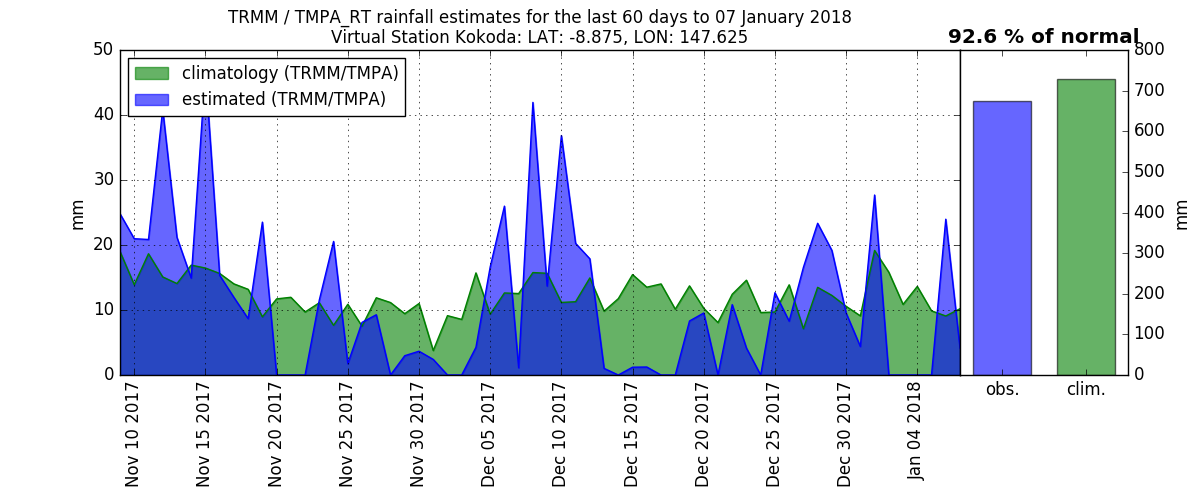 TRMM / TMPA_RT rainfall estimates for the last 60 days to 07 January 2018
Virtual Station Kokoda: LAT: -8.875, LON: 147.625
92.6 % of normal
climatology (TRMM/TMPA)
estimated (TRMM/TMPA)
50
40
30
20
10
0
mm
Nov 10 2017
Nov 15 2017
Nov 20 2017
Nov 25 2017
Nov 30 2017
Dec 05 2017
Dec 10 2017
Dec 15 2017
Dec 20 2017
Dec 25 2017
Dec 30 2017
Jan 04 2018
obs.
clim.
800
700
600
500
400
300
200
100
0
mm